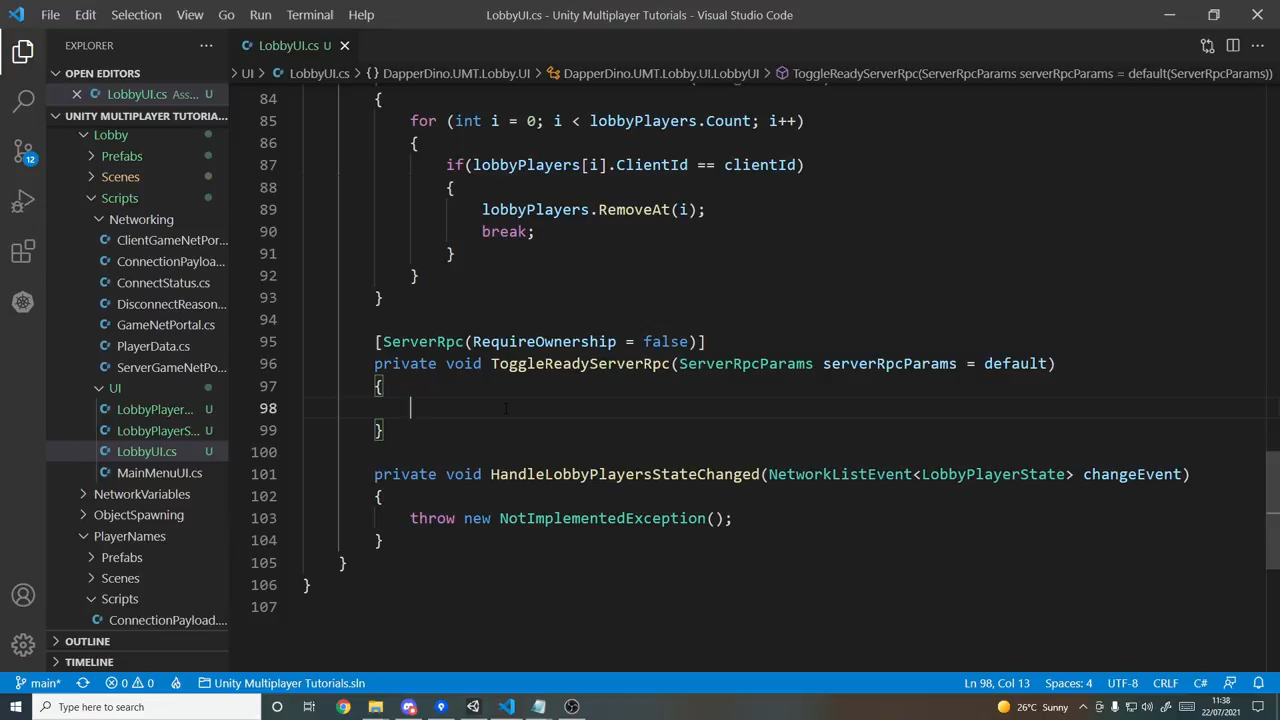 File Edit Selection View Go Run Terminal Help LobbyUI.cs - Unity Multiplayer Tutorials - Visual Studio Code
EXPLORER
LobbyUI.cs U
OPEN EDITORS
LobbyUI.cs Ass... U
UI > LobbyUI.cs > {} DapperDino.UMT.Lobby.UI > DapperDino.UMT.Lobby.UI.LobbyUI > ToggleReadyServerRpc(ServerRpcParams serverRpcParams = default(ServerRpcParams))
UNITY MULTIPLAYER TUTORIA...
Lobby
Prefabs
Scenes
Scripts
Networking
ClientGameNetPor...
ConnectionPayloa...
ConnectStatus.cs
DisconnectReason...
GameNetPortal.cs
PlayerData.cs
ServerGameNetPo...
UI
LobbyPlayer... U
LobbyPlayerS... U
LobbyUI.cs U
MainMenuUI.cs
NetworkVariables
ObjectSpawning
PlayerNames
Prefabs
Scenes
Scripts
ConnectionPayload....
OUTLINE
TIMELINE
12
84 {
85 for (int i = 0; i < lobbyPlayers.Count; i++)
86 {
87 if(lobbyPlayers[i].ClientId == clientId)
88 {
89 lobbyPlayers.RemoveAt(i);
90 break;
91 }
92 }
93 }
94
95 [ServerRpc(RequireOwnership = false)]
96 private void ToggleReadyServerRpc(ServerRpcParams serverRpcParams = default)
97 {
98
99 }
100
101 private void HandleLobbyPlayersStateChanged(NetworkListEvent<LobbyPlayerState> changeEvent)
102 {
103 throw new NotImplementedException();
104 }
105 }
106 }
107
main* 0 0 Unity Multiplayer Tutorials.sln Ln 98, Col 13 Spaces: 4 UTF-8 CRLF C#
Type here to search 26°C Sunny 11:38
22/07/2021